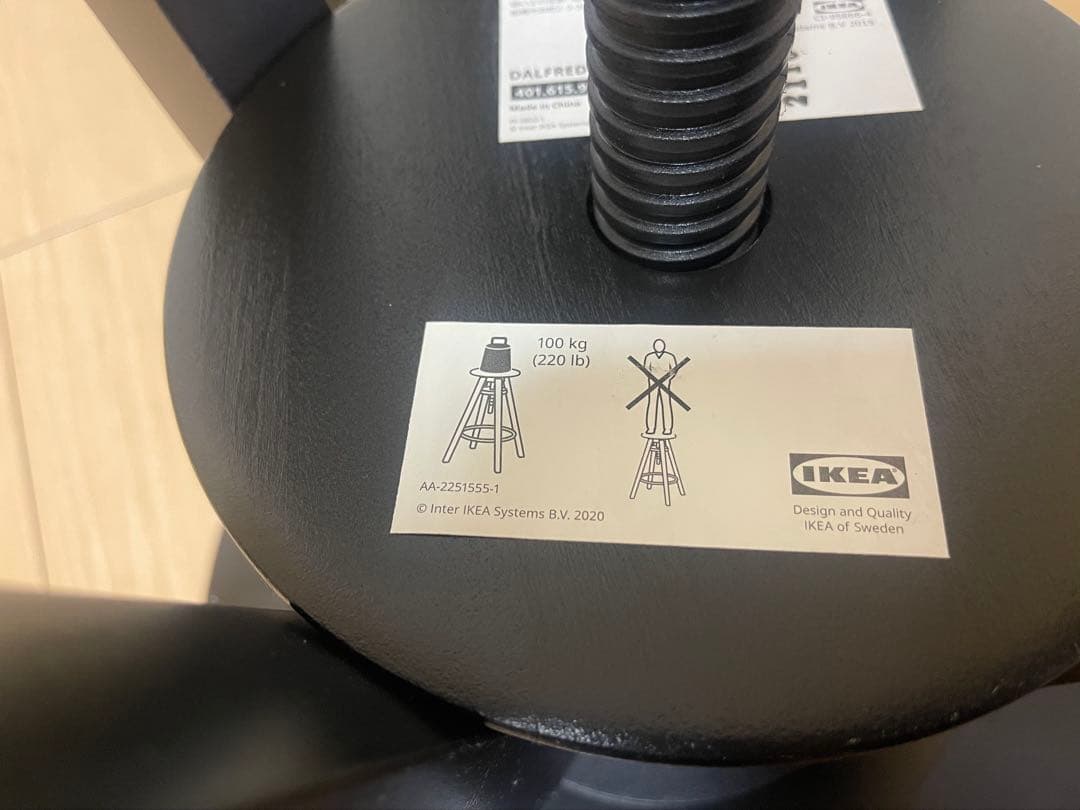 DALFRED
401.615.9
Made in China
100 kg
(220 lb)
AA-2251555-1
© Inter IKEA Systems B.V. 2020
IKEA
Design and Quality
IKEA of Sweden